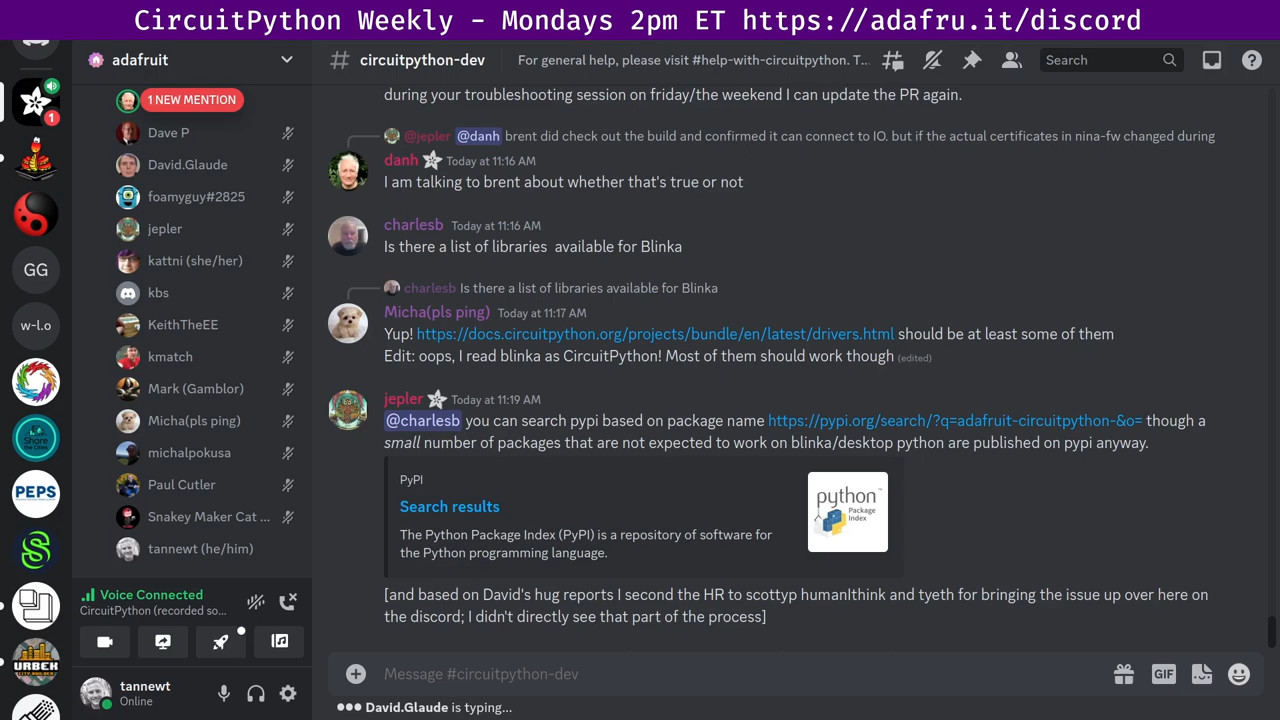 CircuitPython Weekly - Mondays 2pm ET https://adafru.it/discord
adafruit
1 NEW MENTION
Dave P
David.Glaude
foamyguy#2825
jepler
kattni (she/her)
kbs
KeithTheEE
kmatch
Mark (Gamblor)
Micha(pls ping)
michalpokusa
Paul Cutler
Snakey Maker Cat ...
tannewt (he/him)
Voice Connected
CircuitPython (recorded so...
tannewt
Online
1
GG
w-l.o
Share
PEPS
URBEX
circuitpython-dev
For general help, please visit #help-with-circuitpython. T...
Search
during your troubleshooting session on friday/the weekend I can update the PR again.
@jepler @danh brent did check out the build and confirmed it can connect to IO. but if the actual certificates in nina-fw changed during
danh Today at 11:16 AM
I am talking to brent about whether that's true or not
charlesb Today at 11:16 AM
Is there a list of libraries available for Blinka
charlesb Is there a list of libraries available for Blinka
Micha(pls ping) Today at 11:17 AM
Yup! https://docs.circuitpython.org/projects/bundle/en/latest/drivers.html should be at least some of them
Edit: oops, I read blinka as CircuitPython! Most of them should work though (edited)
jepler Today at 11:19 AM
@charlesb you can search pypi based on package name https://pypi.org/search/?q=adafruit-circuitpython-&o= though a
small number of packages that are not expected to work on blinka/desktop python are published on pypi anyway.
PyPI
Search results
The Python Package Index (PyPI) is a repository of software for
the Python programming language.
python™
Package
Index
[and based on David's hug reports I second the HR to scottyp humanIthink and tyeth for bringing the issue up over here on
the discord; I didn't directly see that part of the process]
Message #circuitpython-dev
GIF
David.Glaude is typing...